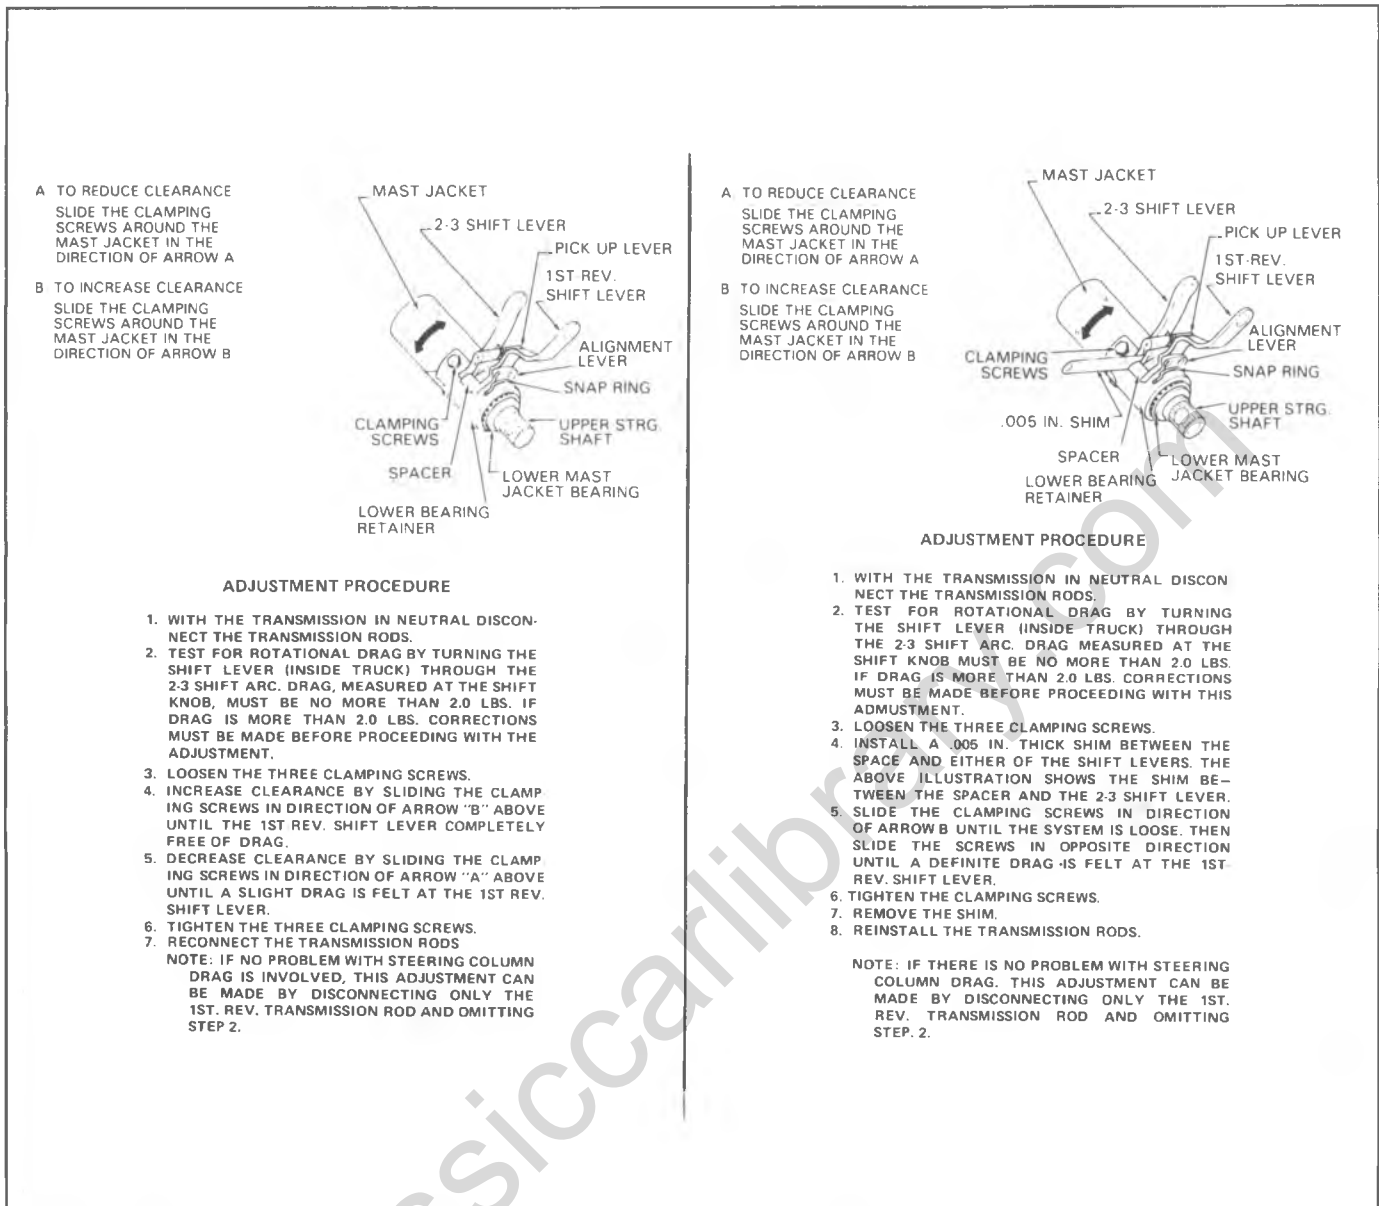 A TO REDUCE CLEARANCE
SLIDE THE CLAMPING
SCREWS AROUND THE
MAST JACKET IN THE
DIRECTION OF ARROW A
B TO INCREASE CLEARANCE
SLIDE THE CLAMPING
SCREWS AROUND THE
MAST JACKET IN THE
DIRECTION OF ARROW B
MAST JACKET
2-3 SHIFT LEVER
PICK UP LEVER
1ST-REV.
SHIFT LEVER
ALIGNMENT
LEVER
SNAP RING
CLAMPING
SCREWS
UPPER STRG.
SHAFT
SPACER
LOWER MAST
JACKET BEARING
LOWER BEARING
RETAINER
ADJUSTMENT PROCEDURE
1. WITH THE TRANSMISSION IN NEUTRAL DISCON-
NECT THE TRANSMISSION RODS.
2. TEST FOR ROTATIONAL DRAG BY TURNING THE
SHIFT LEVER (INSIDE TRUCK) THROUGH THE
2-3 SHIFT ARC. DRAG, MEASURED AT THE SHIFT
KNOB, MUST BE NO MORE THAN 2.0 LBS. IF
DRAG IS MORE THAN 2.0 LBS. CORRECTIONS
MUST BE MADE BEFORE PROCEEDING WITH THE
ADJUSTMENT.
3. LOOSEN THE THREE CLAMPING SCREWS.
4. INCREASE CLEARANCE BY SLIDING THE CLAMP
ING SCREWS IN DIRECTION OF ARROW "B" ABOVE
UNTIL THE 1ST REV. SHIFT LEVER COMPLETELY
FREE OF DRAG.
5. DECREASE CLEARANCE BY SLIDING THE CLAMP
ING SCREWS IN DIRECTION OF ARROW "A" ABOVE
UNTIL A SLIGHT DRAG IS FELT AT THE 1ST REV.
SHIFT LEVER.
6. TIGHTEN THE THREE CLAMPING SCREWS.
7. RECONNECT THE TRANSMISSION RODS
NOTE: IF NO PROBLEM WITH STEERING COLUMN
DRAG IS INVOLVED, THIS ADJUSTMENT CAN
BE MADE BY DISCONNECTING ONLY THE
1ST. REV. TRANSMISSION ROD AND OMITTING
STEP 2.
A TO REDUCE CLEARANCE
SLIDE THE CLAMPING
SCREWS AROUND THE
MAST JACKET IN THE
DIRECTION OF ARROW A
B TO INCREASE CLEARANCE
SLIDE THE CLAMPING
SCREWS AROUND THE
MAST JACKET IN THE
DIRECTION OF ARROW B
MAST JACKET
2-3 SHIFT LEVER
PICK UP LEVER
1ST-REV.
SHIFT LEVER
ALIGNMENT
LEVER
CLAMPING
SCREWS
SNAP RING
.005 IN. SHIM
UPPER STRG.
SHAFT
SPACER
LOWER MAST
JACKET BEARING
LOWER BEARING
RETAINER
ADJUSTMENT PROCEDURE
1. WITH THE TRANSMISSION IN NEUTRAL DISCON
NECT THE TRANSMISSION RODS.
2. TEST FOR ROTATIONAL DRAG BY TURNING
THE SHIFT LEVER (INSIDE TRUCK) THROUGH
THE 2-3 SHIFT ARC. DRAG MEASURED AT THE
SHIFT KNOB MUST BE NO MORE THAN 2.0 LBS.
IF DRAG IS MORE THAN 2.0 LBS. CORRECTIONS
MUST BE MADE BEFORE PROCEEDING WITH THIS
ADMUSTMENT.
3. LOOSEN THE THREE CLAMPING SCREWS.
4. INSTALL A .005 IN. THICK SHIM BETWEEN THE
SPACE AND EITHER OF THE SHIFT LEVERS. THE
ABOVE ILLUSTRATION SHOWS THE SHIM BE-
TWEEN THE SPACER AND THE 2-3 SHIFT LEVER.
5. SLIDE THE CLAMPING SCREWS IN DIRECTION
OF ARROW B UNTIL THE SYSTEM IS LOOSE. THEN
SLIDE THE SCREWS IN OPPOSITE DIRECTION
UNTIL A DEFINITE DRAG IS FELT AT THE 1ST
REV. SHIFT LEVER.
6. TIGHTEN THE CLAMPING SCREWS.
7. REMOVE THE SHIM.
8. REINSTALL THE TRANSMISSION RODS.
NOTE: IF THERE IS NO PROBLEM WITH STEERING
COLUMN DRAG. THIS ADJUSTMENT CAN BE
MADE BY DISCONNECTING ONLY THE 1ST.
REV. TRANSMISSION ROD AND OMITTING
STEP. 2.
ssiccarlibrary.com